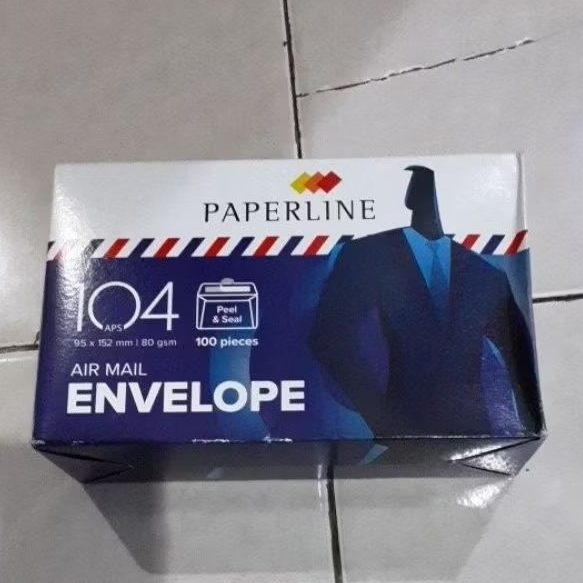 PAPERLINE
104
APS
95 x 152 mm | 80 gsm
Peel
& Seal
100 pieces
AIR MAIL
ENVELOPE